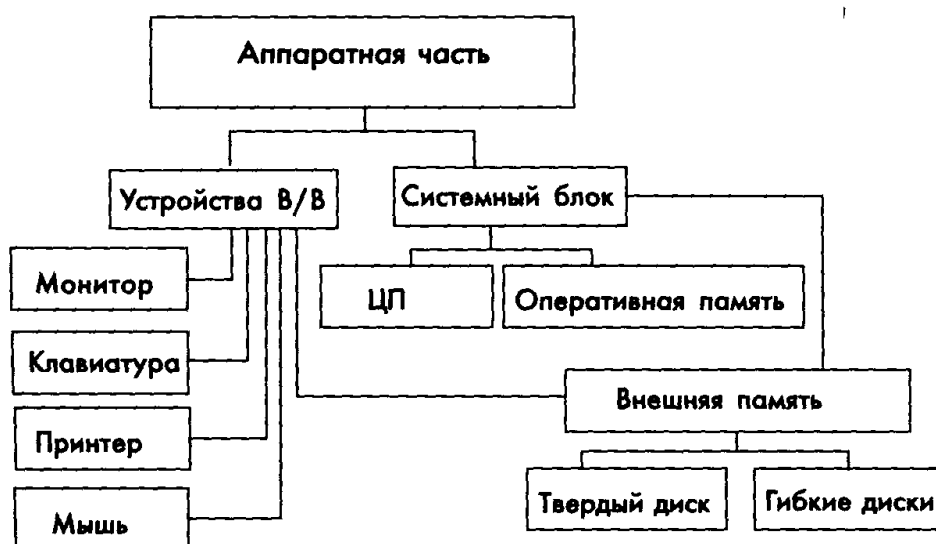 Аппаратная часть
Устройства В/В
Системный блок
Монитор
ЦП
Оперативная память
Клавиатура
Внешняя память
Принтер
Твердый диск
Гибкие диски
Мышь